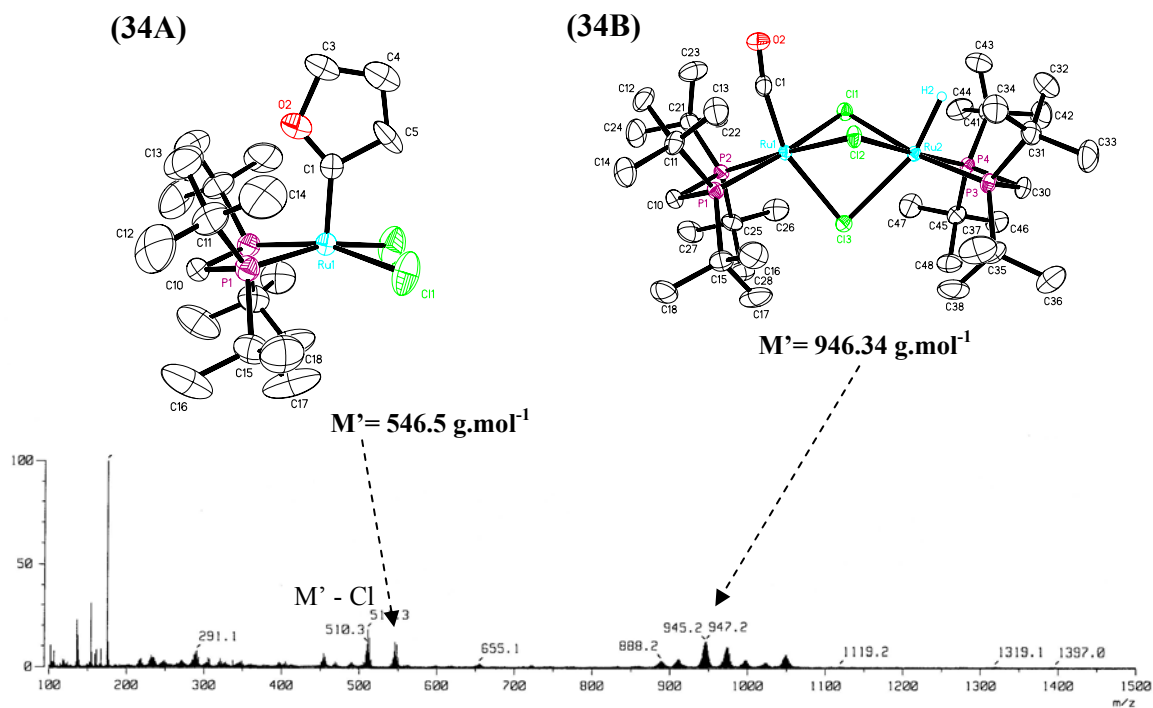 (34A)
C3
C4
O2
C5
C1
C13
C14
C12
C11
Ru1
C10
P1
Cl1
C15
C18
C16
C17
(34B)
O2
C43
C23
C1
C34
C32
C12
C13
H2
C44
C21
Cl1
C42
C24
C22
C41
C33
C11
Ru1
Cl2
Ru2
C31
C14
P2
P4
P1
P3
C10
C30
C47
C26
C25
C45
C37
C46
C27
Cl3
C15
C16
C48
C35
C28
C18
C17
C38
C36
M’= 946.34 g.mol-1
M’= 546.5 g.mol-1
100
50
0
M’ - Cl
291.1
510.3
655.1
888.2
945.2
947.2
1119.2
1319.1
1397.0
100 200 300 400 500 600 700 800 900 1000 1100 1200 1300 1400 1500
m/z